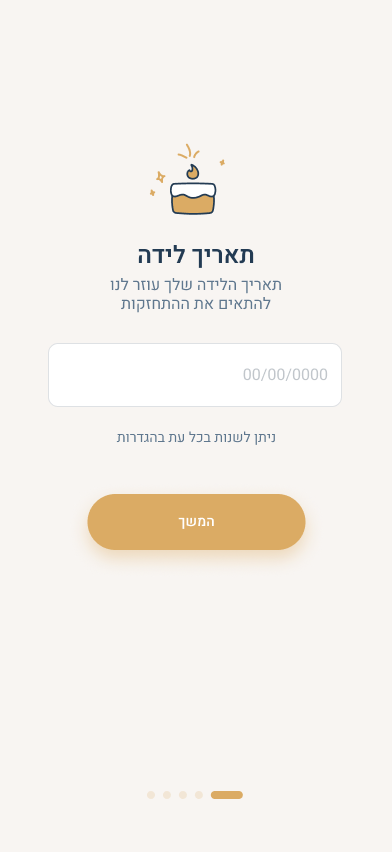 תאריך לידה
תאריך הלידה שלך עוזר לנו
להתאים את ההתחזקות
00/00/0000
ניתן לשנות בכל עת בהגדרות
המשך